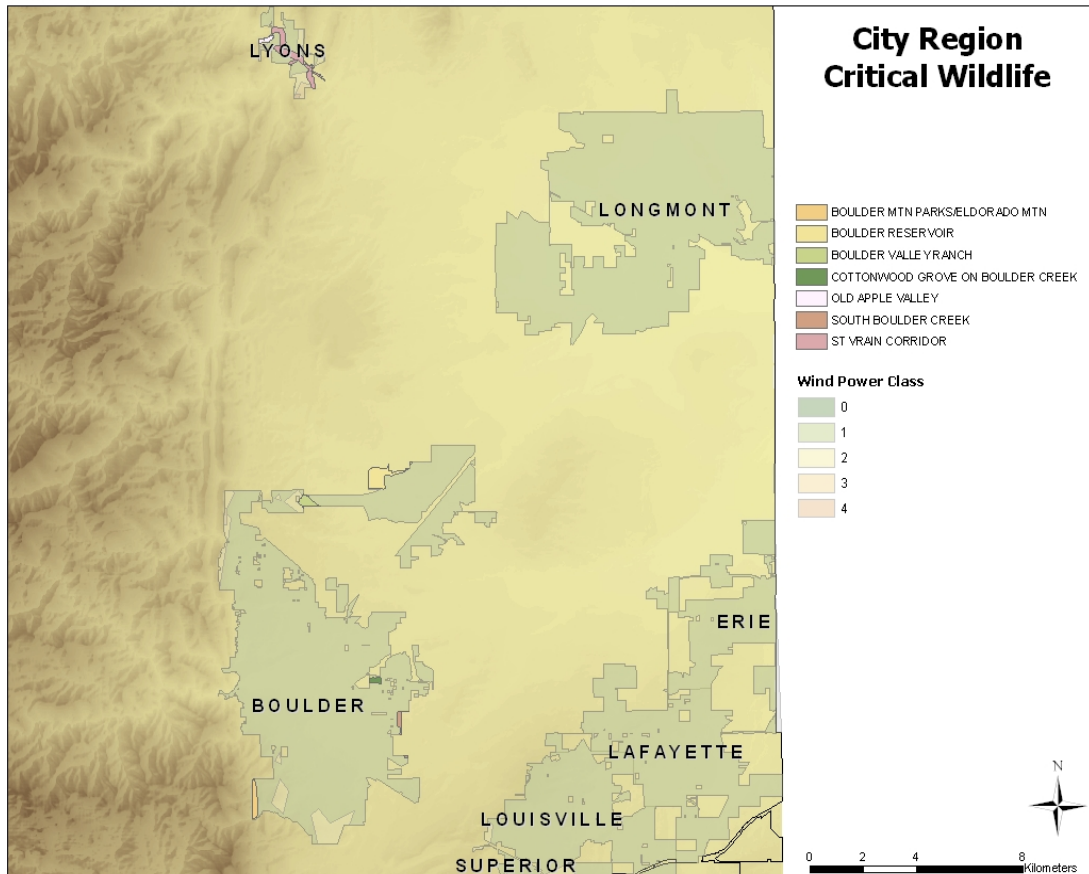 City Region
Critical Wildlife
LYONS
LONGMONT
BOULDER MTN PARKS/ELDORADO MTN
BOULDER RESERVOIR
BOULDER VALLEY RANCH
COTTONWOOD GROVE ON BOULDER CREEK
OLD APPLE VALLEY
SOUTH BOULDER CREEK
ST VRAIN CORRIDOR
Wind Power Class
0
1
2
3
4
ERIE
BOULDER
LAFAYETTE
LOUISVILLE
SUPERIOR
N
0 2 4 8
Kilometers